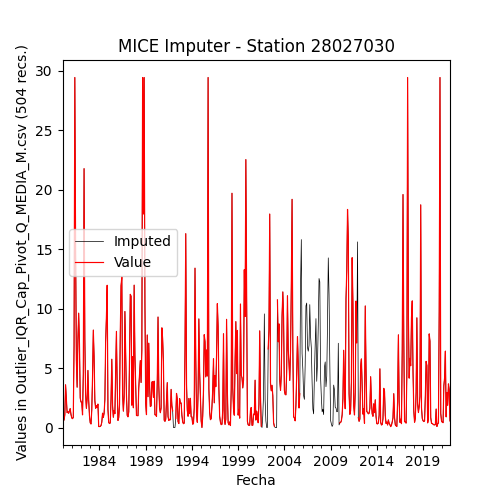 MICE Imputer - Station 28027030
Values in Outlier_IQR_Cap_Pivot_Q_MEDIA_M.csv (504 recs.)
30
25
20
15
10
5
0
Imputed
Value
1984 1989 1994 1999 2004 2009 2014 2019
Fecha